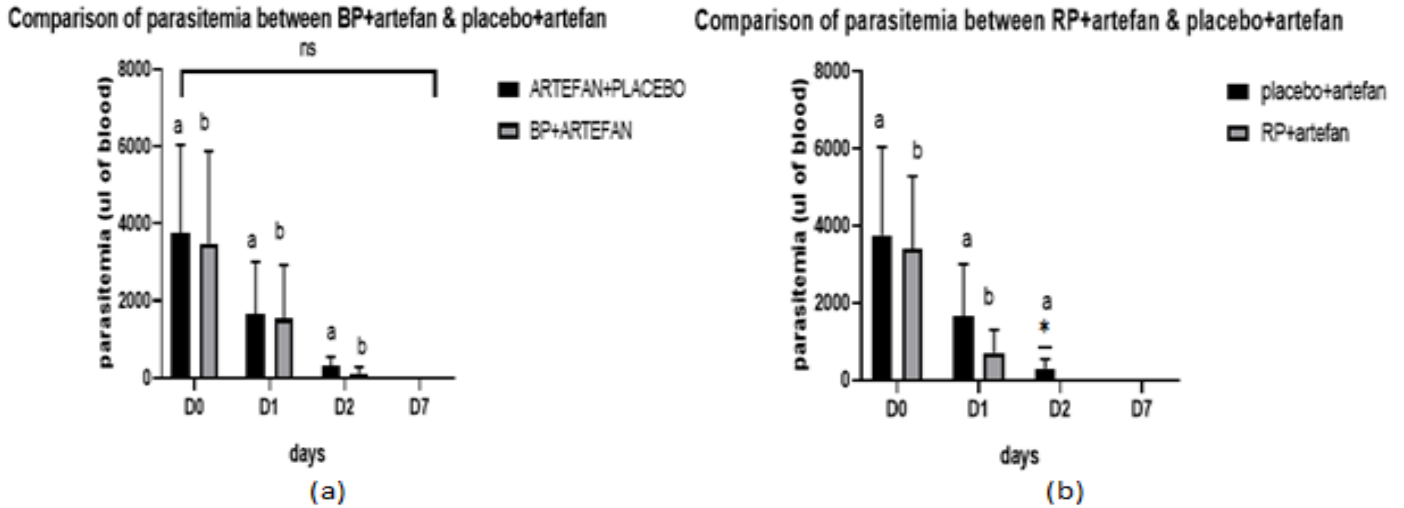 Comparison of parasitemia between BP+artefan & placebo+artefan
ns
8000
6000
4000
2000
0
parasitemia (ul of blood)
a
b
a
b
a
b
D0
D1
D2
D7
days
ARTEFAN+PLACEBO
BP+ARTEFAN
(a)
Comparison of parasitemia between RP+artefan & placebo+artefan
8000
6000
4000
2000
0
parasitemia (ul of blood)
a
b
a
b
a
*
D0
D1
D2
D7
days
placebo+artefan
RP+artefan
(b)